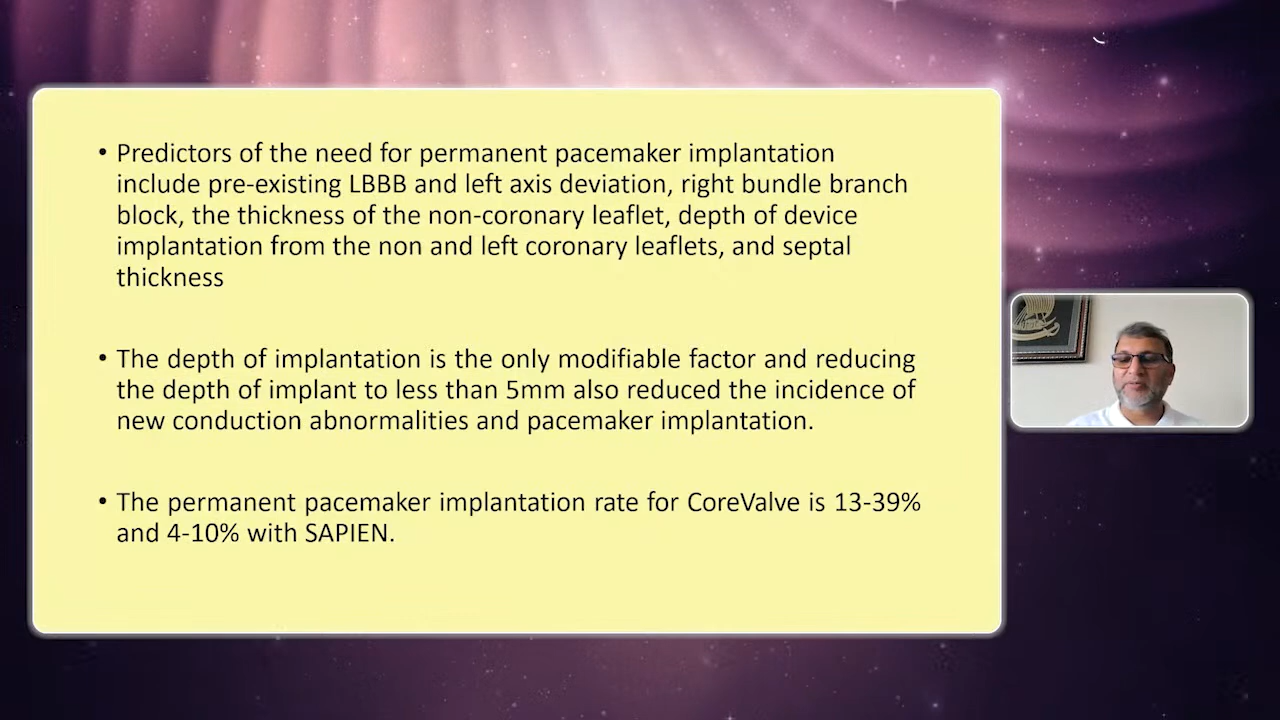 • Predictors of the need for permanent pacemaker implantation
include pre-existing LBBB and left axis deviation, right bundle branch
block, the thickness of the non-coronary leaflet, depth of device
implantation from the non and left coronary leaflets, and septal
thickness
• The depth of implantation is the only modifiable factor and reducing
the depth of implant to less than 5mm also reduced the incidence of
new conduction abnormalities and pacemaker implantation.
• The permanent pacemaker implantation rate for CoreValve is 13-39%
and 4-10% with SAPIEN.